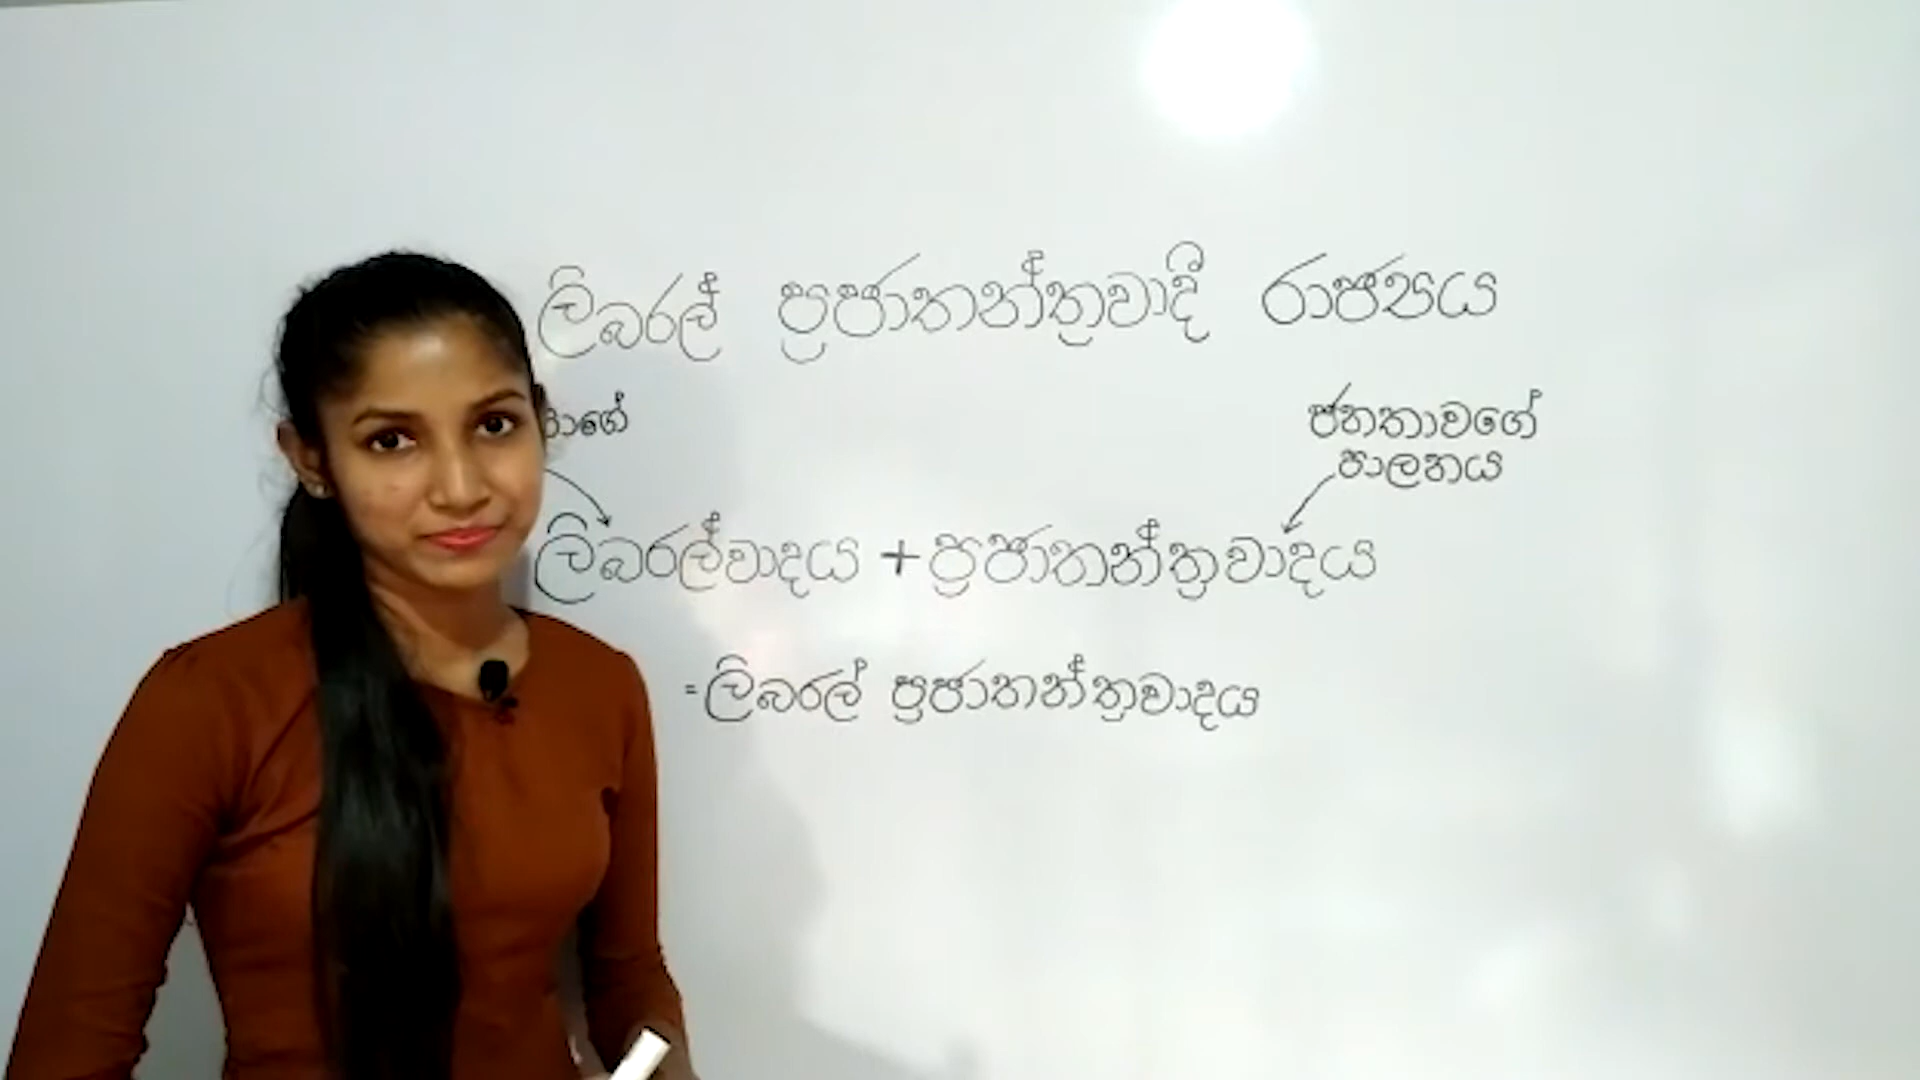 ලිබරල් ප්‍රජාතන්ත්‍රවාදී රාජ්‍යය
ජනතාවගේ
පාලනය
ලිබරල්වාදය + ප්‍රජාතන්ත්‍රවාදය
= ලිබරල් ප්‍රජාතන්ත්‍රවාදය